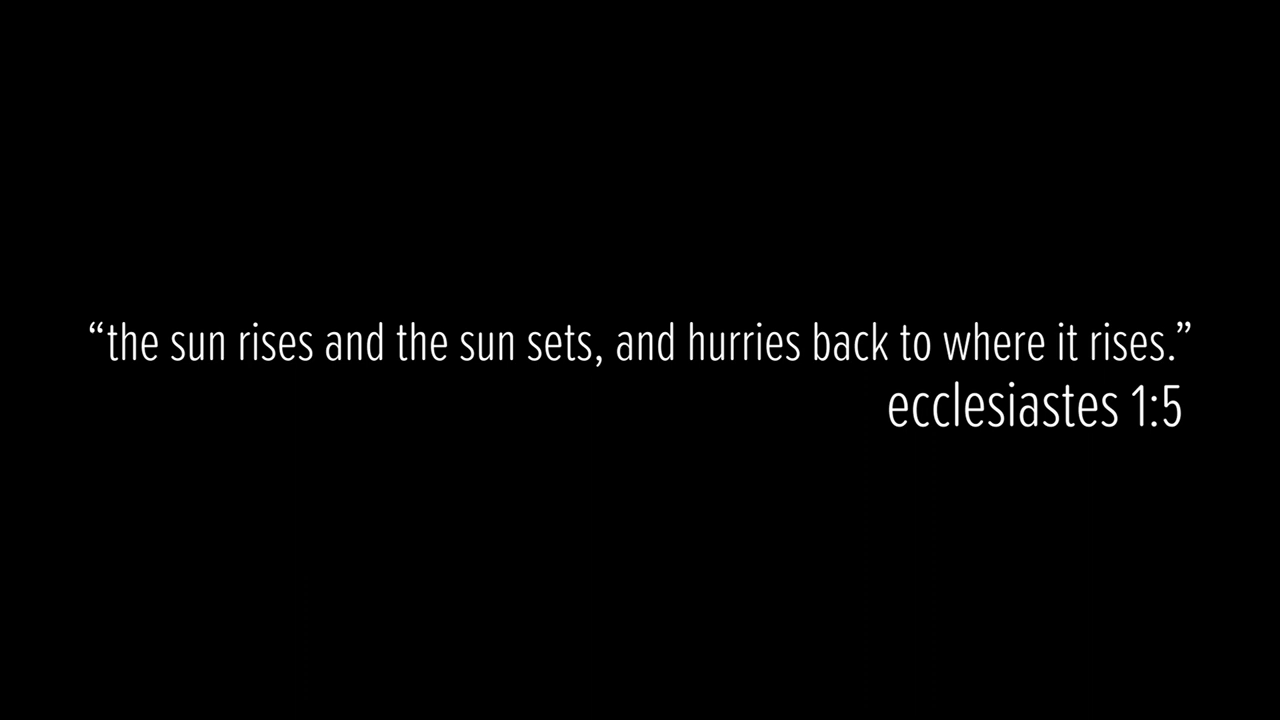 “the sun rises and the sun sets, and hurries back to where it rises.”
ecclesiastes 1:5